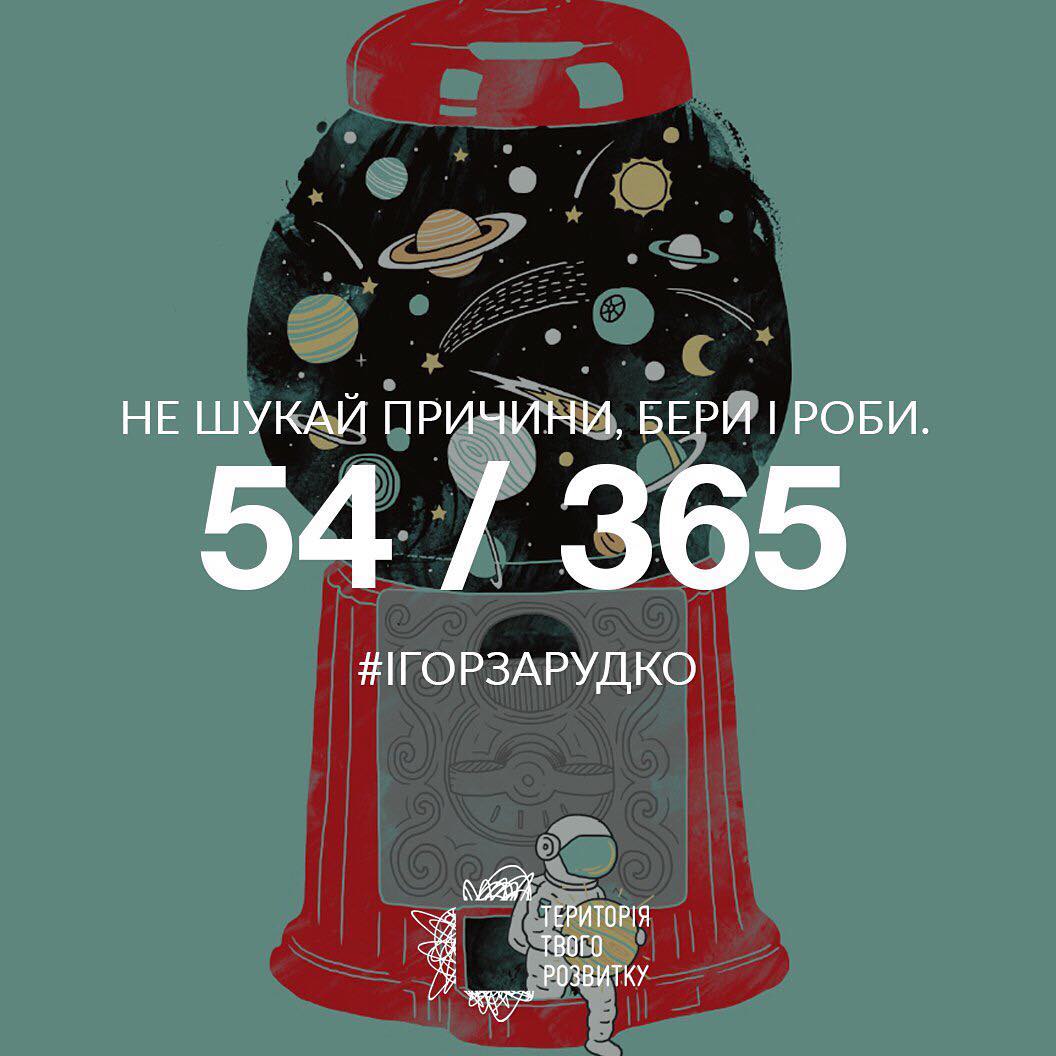 НЕ ШУКАЙ ПРИЧИНИ, БЕРИ І РОБИ.
54 / 365
#ІГОРЗАРУДКО
ТЕРИТОРІЯ
ТВОГО
РОЗВИТКУ